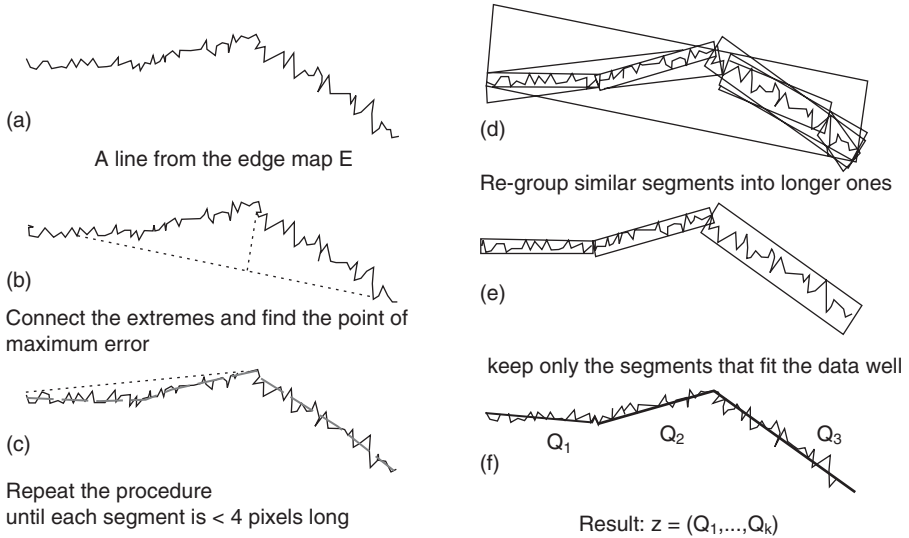 (a)
A line from the edge map E
(b)
Connect the extremes and find the point of
maximum error
(c)
Repeat the procedure
until each segment is < 4 pixels long
(d)
Re-group similar segments into longer ones
(e)
keep only the segments that fit the data well
Q1
Q2
Q3
(f)
Result: z = (Q1,...,Qk)